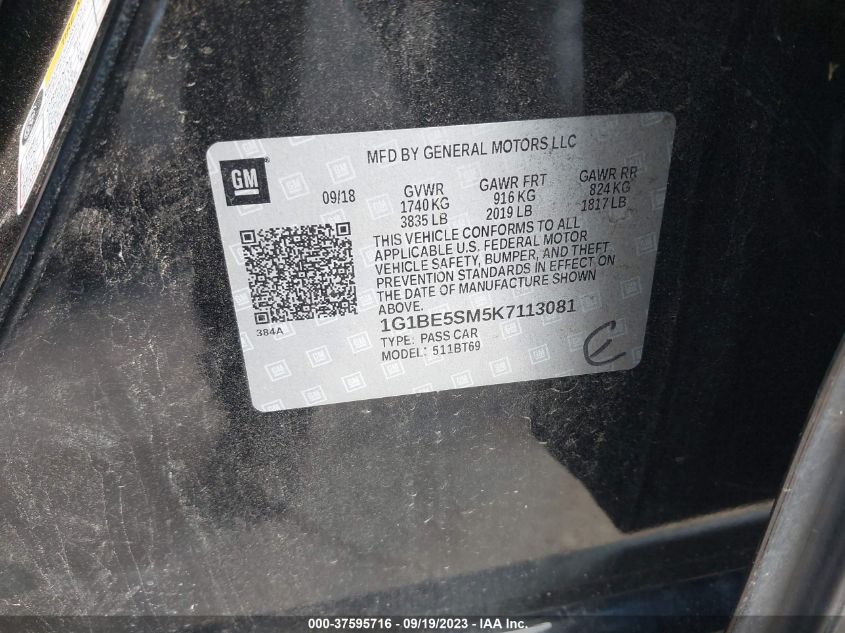 MFD BY GENERAL MOTORS LLC
GM
09/18
GVWR GAWR FRT GAWR RR
1740 KG 916 KG 824 KG
3835 LB 2019 LB 1817 LB
THIS VEHICLE CONFORMS TO ALL
APPLICABLE U.S. FEDERAL MOTOR
VEHICLE SAFETY, BUMPER, AND THEFT
PREVENTION STANDARDS IN EFFECT ON
THE DATE OF MANUFACTURE SHOWN
ABOVE.
384A
1G1BE5SM5K7113081
TYPE: PASS CAR
MODEL: 511BT69
000-37595716 - 09/19/2023 - IAA Inc.